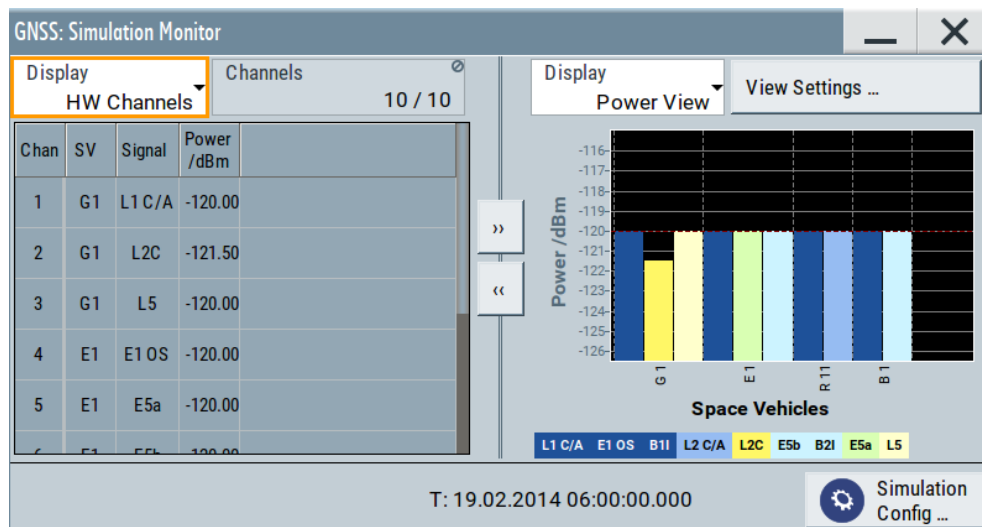 GNSS: Simulation Monitor
Display
HW Channels
Channels
10 / 10
Display
Power View
View Settings ...
Chan SV Signal Power /dBm
1 G1 L1 C/A -120.00
2 G1 L2C -121.50
3 G1 L5 -120.00
4 E1 E1 OS -120.00
5 E1 E5a -120.00
››
‹‹
Power /dBm
-116
-117
-118
-119
-120
-121
-122
-123
-124
-125
-126
G 1
E 1
R 11
B 1
Space Vehicles
L1 C/A E1 OS B1I L2 C/A L2C E5b B2I E5a L5
T: 19.02.2014 06:00:00.000
Simulation
Config ...